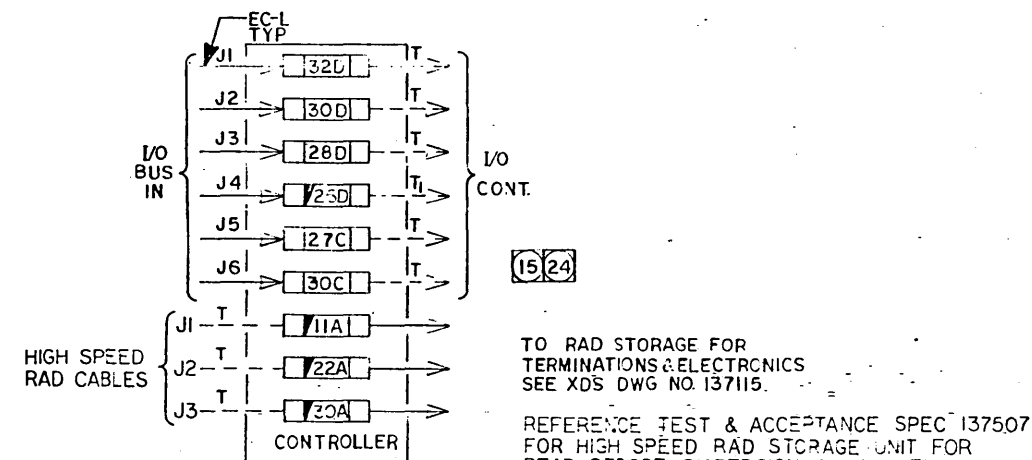 EC-L
TYP
J1 32D T
J2 30D T
J3 28D T
J4 T1
J5 27C T
J6 30C T
I/O
BUS
IN
I/O
CONT.
15 24
J1 T 11A
J2 T 22A
J3 T 30A
HIGH SPEED
RAD CABLES
CONTROLLER
TO RAD STORAGE FOR
TERMINATIONS & ELECTRONICS
SEE XDS DWG NO. 137115.
REFERENCE TEST & ACCEPTANCE SPEC 137507
FOR HIGH SPEED RAD STORAGE UNIT FOR